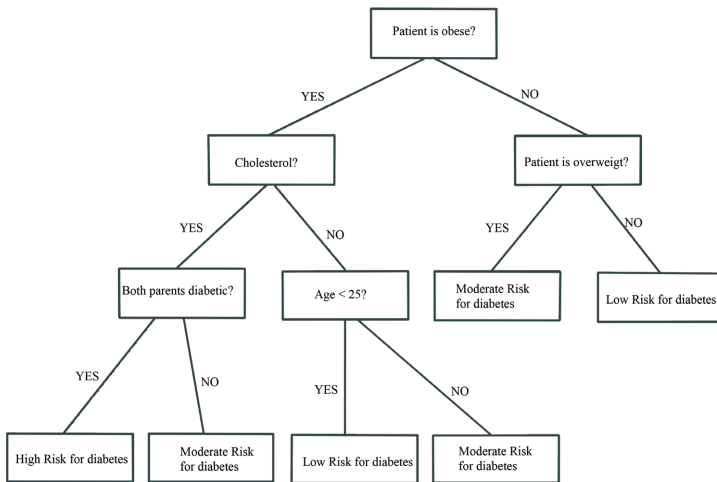 Patient is obese?
YES
NO
Cholesterol?
Patient is overweigt?
YES
NO
YES
NO
Both parents diabetic?
Age < 25?
Moderate Risk
for diabetes
Low Risk for diabetes
YES
NO
YES
NO
High Risk for diabetes
Moderate Risk
for diabetes
Low Risk for diabetes
Moderate Risk
for diabetes